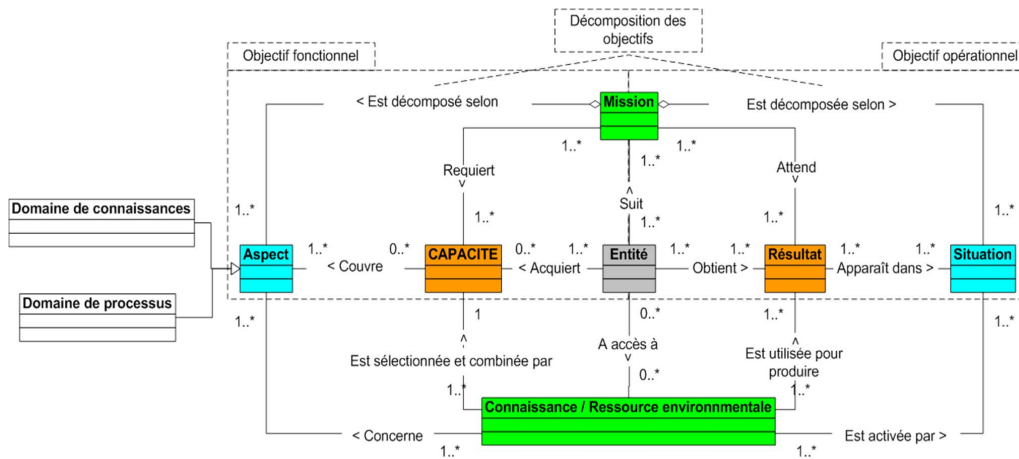 Décomposition des
objectifs
Objectif fonctionnel
Objectif opérationnel
< Est décomposé selon
Mission
Est décomposée selon >
1..*
1..*
1..*
Requiert
v
Attend
v
^
Suit
1..*
1..*
1..*
1..*
1..*
Domaine de connaissances
Aspect
1..*
< Couvre
0..*
CAPACITE
0..*
< Acquiert
1..*
Entité
1..*
Obtient >
1..*
Résultat
1..*
Apparaît dans >
1..*
Situation
Domaine de processus
1..*
1
0..*
1..*
1..*
^
Est sélectionnée et combinée par
A accès à
v
^
Est utilisée pour
produire
1..*
0..*
1..*
Connaissance / Ressource environnmentale
< Concerne
1..*
1..*
Est activée par >